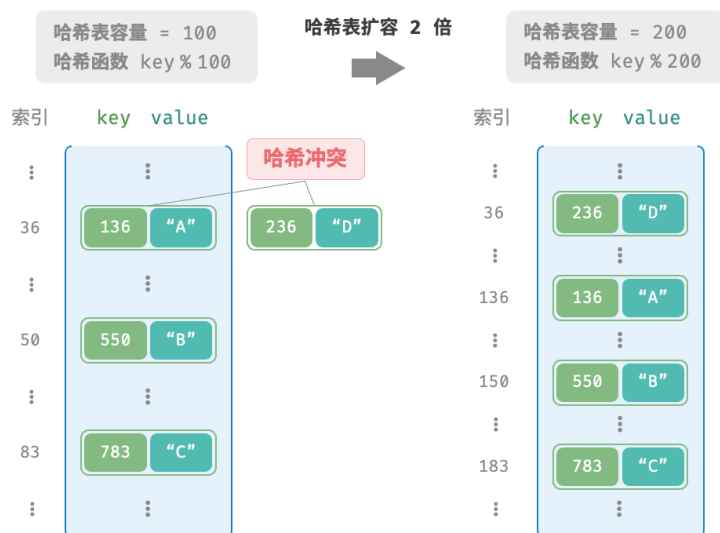 哈希表容量 = 100
哈希函数 key % 100
哈希表扩容 2 倍
哈希表容量 = 200
哈希函数 key % 200
索引 key value
哈希冲突
36 136 “A” 236 “D”
50 550 “B”
83 783 “C”
索引 key value
36 236 “D”
136 136 “A”
150 550 “B”
183 783 “C”